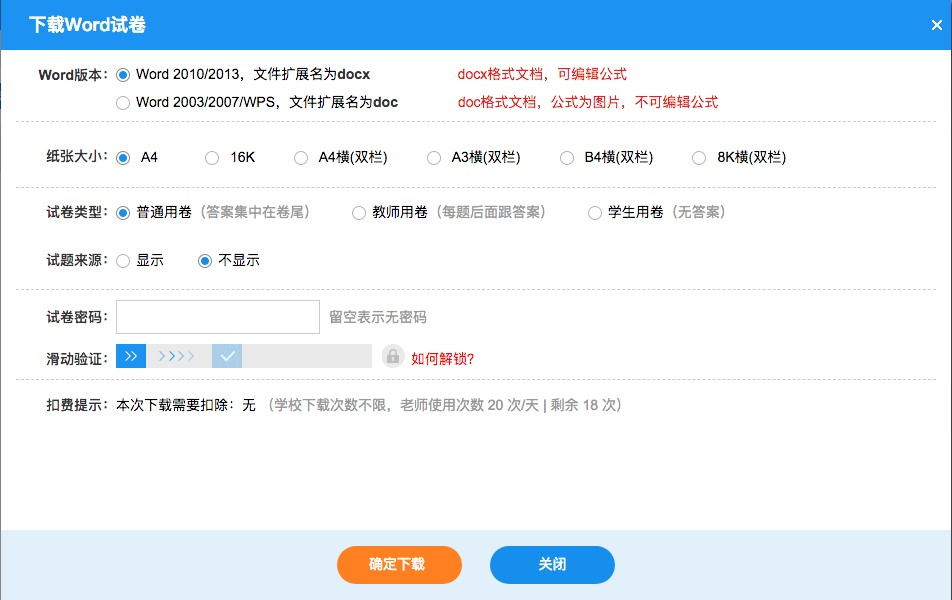 下载Word试卷
Word版本: Word 2010/2013，文件扩展名为docx docx格式文档，可编辑公式
Word 2003/2007/WPS，文件扩展名为doc doc格式文档，公式为图片，不可编辑公式
纸张大小: A4 16K A4横(双栏) A3横(双栏) B4横(双栏) 8K横(双栏)
试卷类型: 普通用卷（答案集中在卷尾） 教师用卷（每题后面跟答案） 学生用卷（无答案）
试题来源: 显示 不显示
试卷密码: 留空表示无密码
滑动验证: 如何解锁?
扣费提示: 本次下载需要扣除：无 （学校下载次数不限，老师使用次数 20 次/天 | 剩余 18 次）
确定下载 关闭